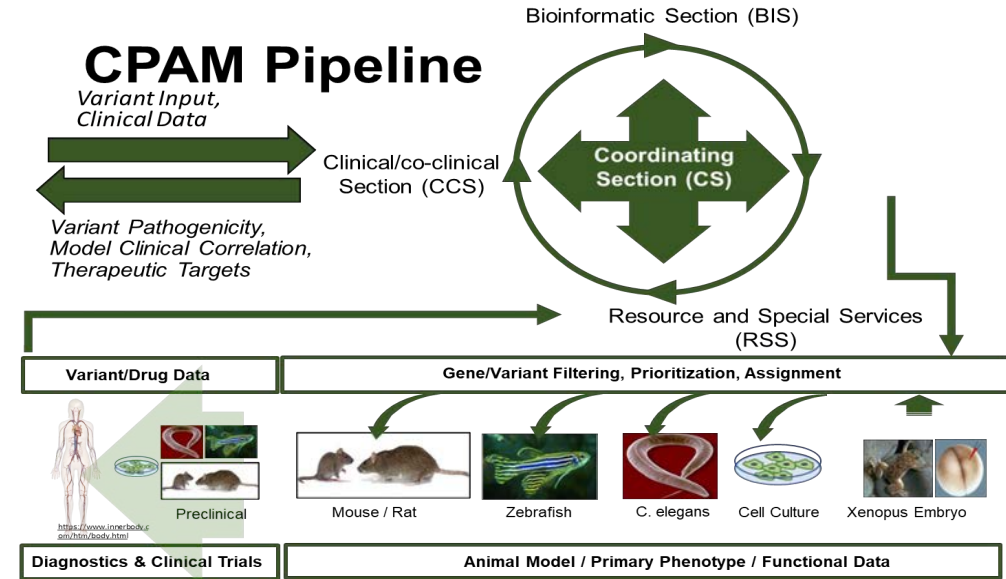 Bioinformatic Section (BIS)
CPAM Pipeline
Variant Input,
Clinical Data
Clinical/co-clinical
Section (CCS)
Coordinating
Section (CS)
Variant Pathogenicity,
Model Clinical Correlation,
Therapeutic Targets
Resource and Special Services
(RSS)
Variant/Drug Data
Gene/Variant Filtering, Prioritization, Assignment
https://www.innerbody.c
om/htm/body.html
Preclinical
Mouse / Rat
Zebrafish
C. elegans
Cell Culture
Xenopus Embryo
Diagnostics & Clinical Trials
Animal Model / Primary Phenotype / Functional Data